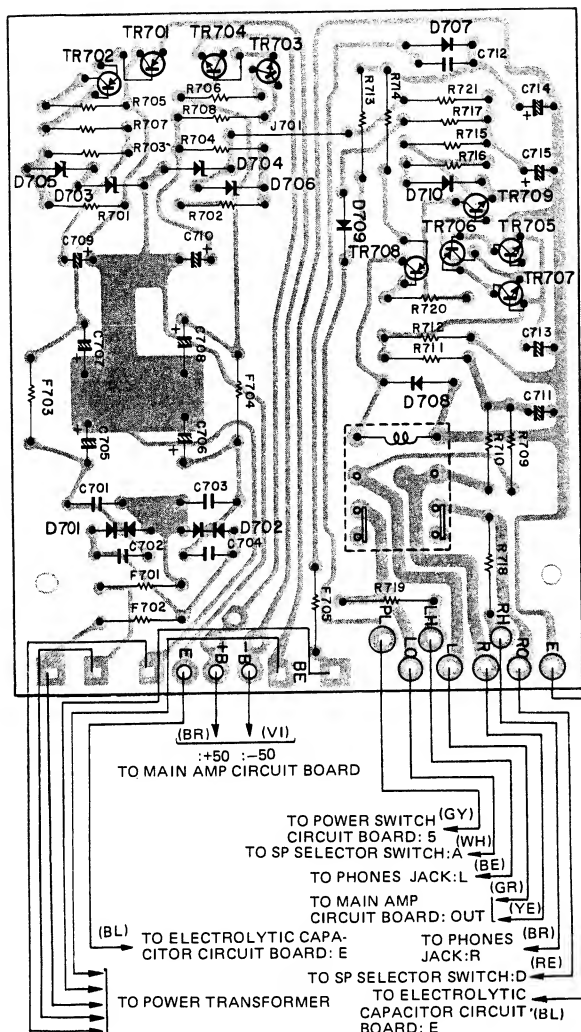 TR701 TR704 D707
TR702 TR703 C712
R705 R706 R713 R714 R721 C714
R707 R708 J701 R717
R703 R704 R715
D705 D704 R716 C715
D703 D706 D710
R701 R702 D709 TR709
C709 C710 TR708 TR706 TR705
TR707
R720
C707 C708 R712 C713
R711
F703 F704 D708 C711
C705 C706 R710 R709
C701 C703
D701 D702
C702 C704 R718
F701 R719
F702 F705 PL LH RH
E +B -B BE LO L R RO E
(BR) (VI)
:+50 :-50
TO MAIN AMP CIRCUIT BOARD
TO POWER SWITCH (GY)
CIRCUIT BOARD: 5
(WH)
TO SP SELECTOR SWITCH:A
(BE)
TO PHONES JACK:L
(GR)
TO MAIN AMP
CIRCUIT BOARD: OUT (YE)
(BL) (BR)
TO ELECTROLYTIC CAPA-
CITOR CIRCUIT BOARD: E
TO PHONES
JACK:R
(RE)
TO SP SELECTOR SWITCH:D
TO POWER TRANSFORMER
TO ELECTROLYTIC
CAPACITOR CIRCUIT (BL)
BOARD: E